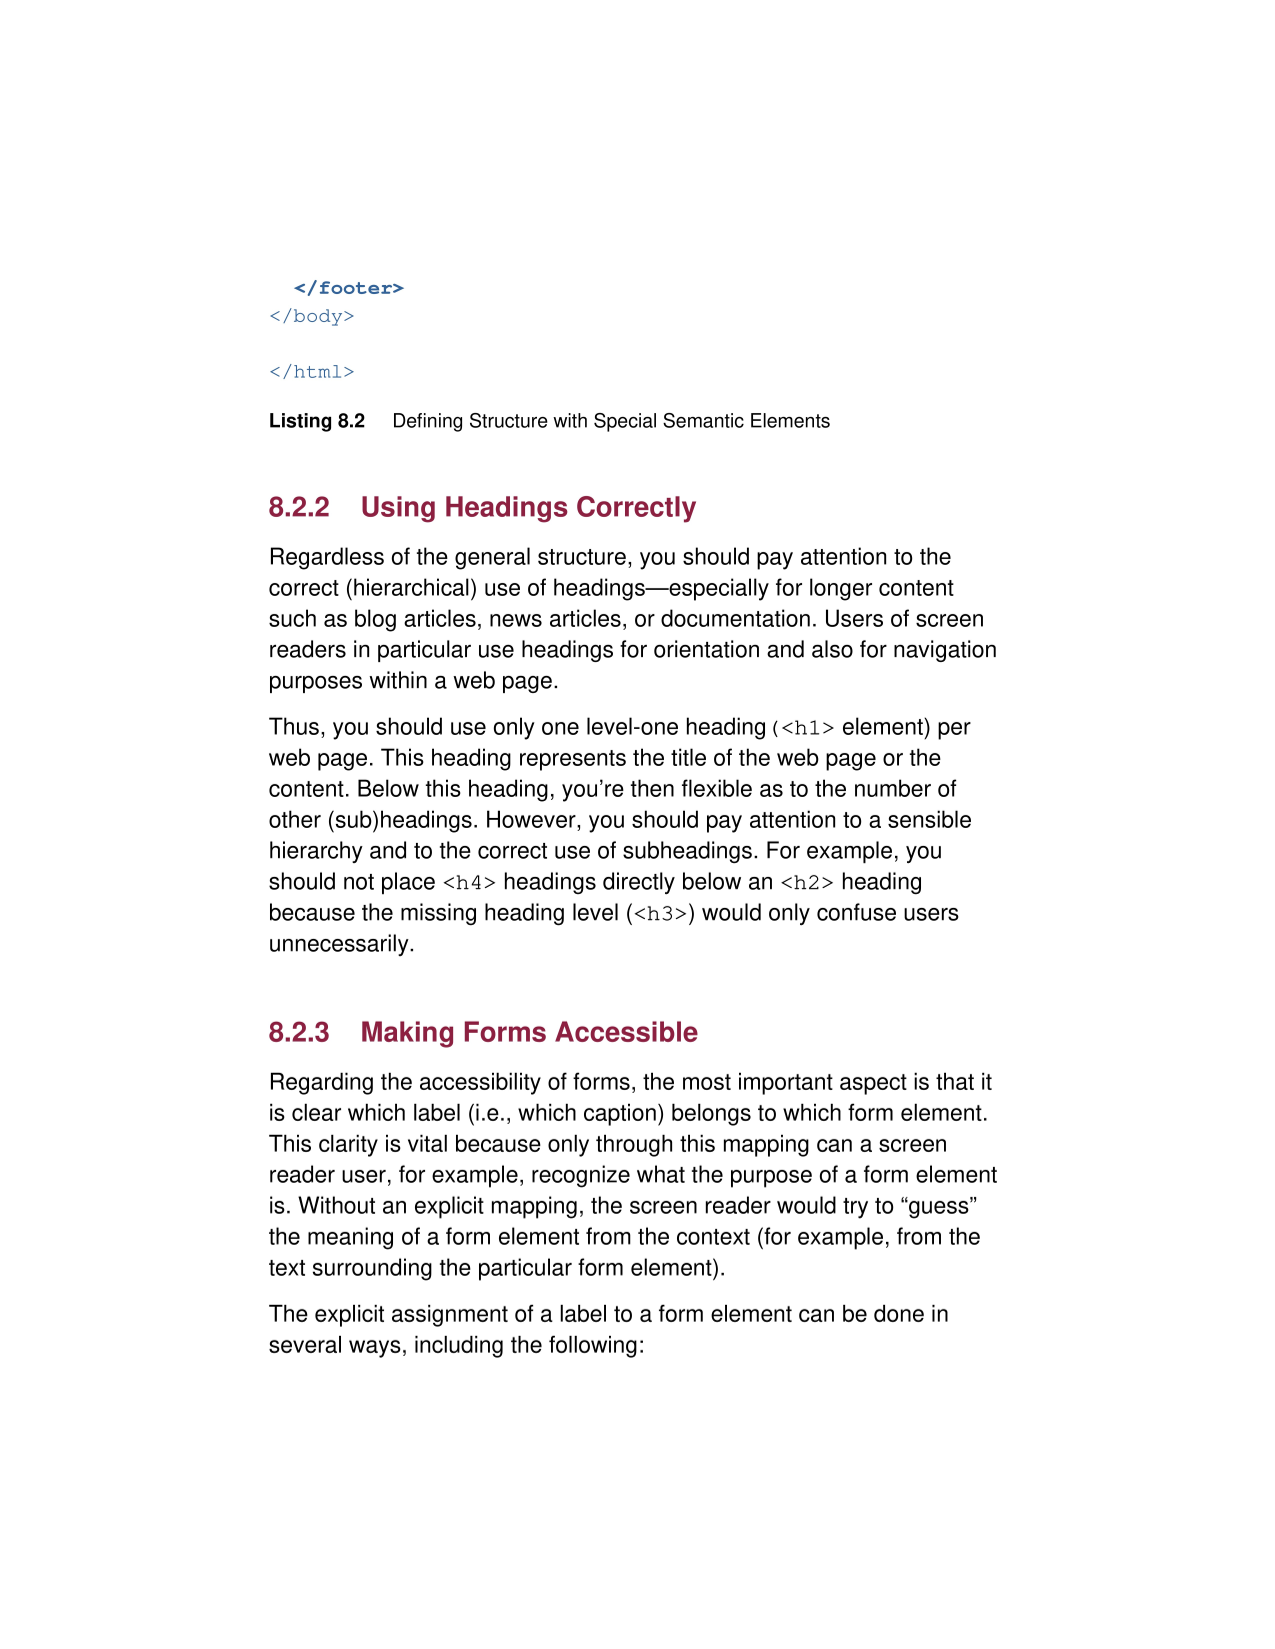 </footer>
</body>
</html>
Listing 8.2 Defining Structure with Special Semantic Elements
8.2.2 Using Headings Correctly
Regardless of the general structure, you should pay attention to the
correct (hierarchical) use of headings—especially for longer content
such as blog articles, news articles, or documentation. Users of screen
readers in particular use headings for orientation and also for navigation
purposes within a web page.
Thus, you should use only one level-one heading (<h1> element) per
web page. This heading represents the title of the web page or the
content. Below this heading, you’re then flexible as to the number of
other (sub)headings. However, you should pay attention to a sensible
hierarchy and to the correct use of subheadings. For example, you
should not place <h4> headings directly below an <h2> heading
because the missing heading level (<h3>) would only confuse users
unnecessarily.
8.2.3 Making Forms Accessible
Regarding the accessibility of forms, the most important aspect is that it
is clear which label (i.e., which caption) belongs to which form element.
This clarity is vital because only through this mapping can a screen
reader user, for example, recognize what the purpose of a form element
is. Without an explicit mapping, the screen reader would try to “guess”
the meaning of a form element from the context (for example, from the
text surrounding the particular form element).
The explicit assignment of a label to a form element can be done in
several ways, including the following: